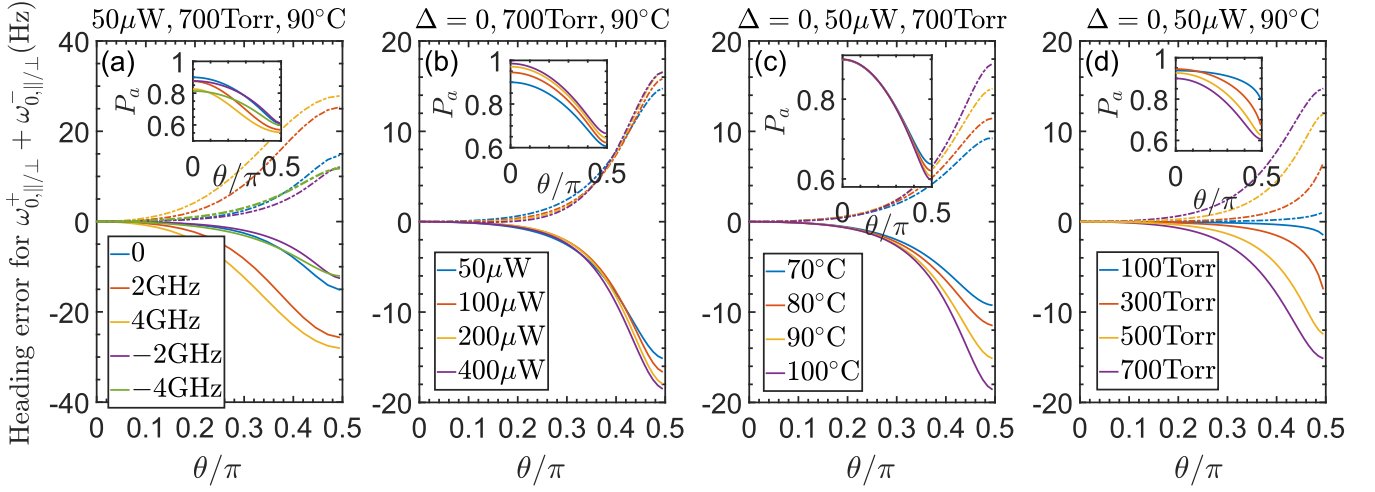 50μW, 700Torr, 90°C
Δ = 0, 700Torr, 90°C
Δ = 0, 50μW, 700Torr
Δ = 0, 50μW, 90°C
Heading error for ω⁺₀,||/⊥ + ω⁻₀,||/⊥ (Hz)
(a)
40
20
0
-20
-40
0 0.1 0.2 0.3 0.4 0.5
θ/π
P_a
1
0.8
0.6
0 0.5
θ/π
0
2GHz
4GHz
−2GHz
−4GHz
(b)
20
10
0
-10
-20
0 0.1 0.2 0.3 0.4 0.5
θ/π
P_a
1
0.8
0.6
0 0.5
θ/π
50μW
100μW
200μW
400μW
(c)
20
10
0
-10
-20
0 0.1 0.2 0.3 0.4 0.5
θ/π
P_a
0.8
0.6
0 0.5
θ/π
70°C
80°C
90°C
100°C
(d)
20
10
0
-10
-20
0 0.1 0.2 0.3 0.4 0.5
θ/π
P_a
1
0.8
0.6
0 0.5
θ/π
100Torr
300Torr
500Torr
700Torr